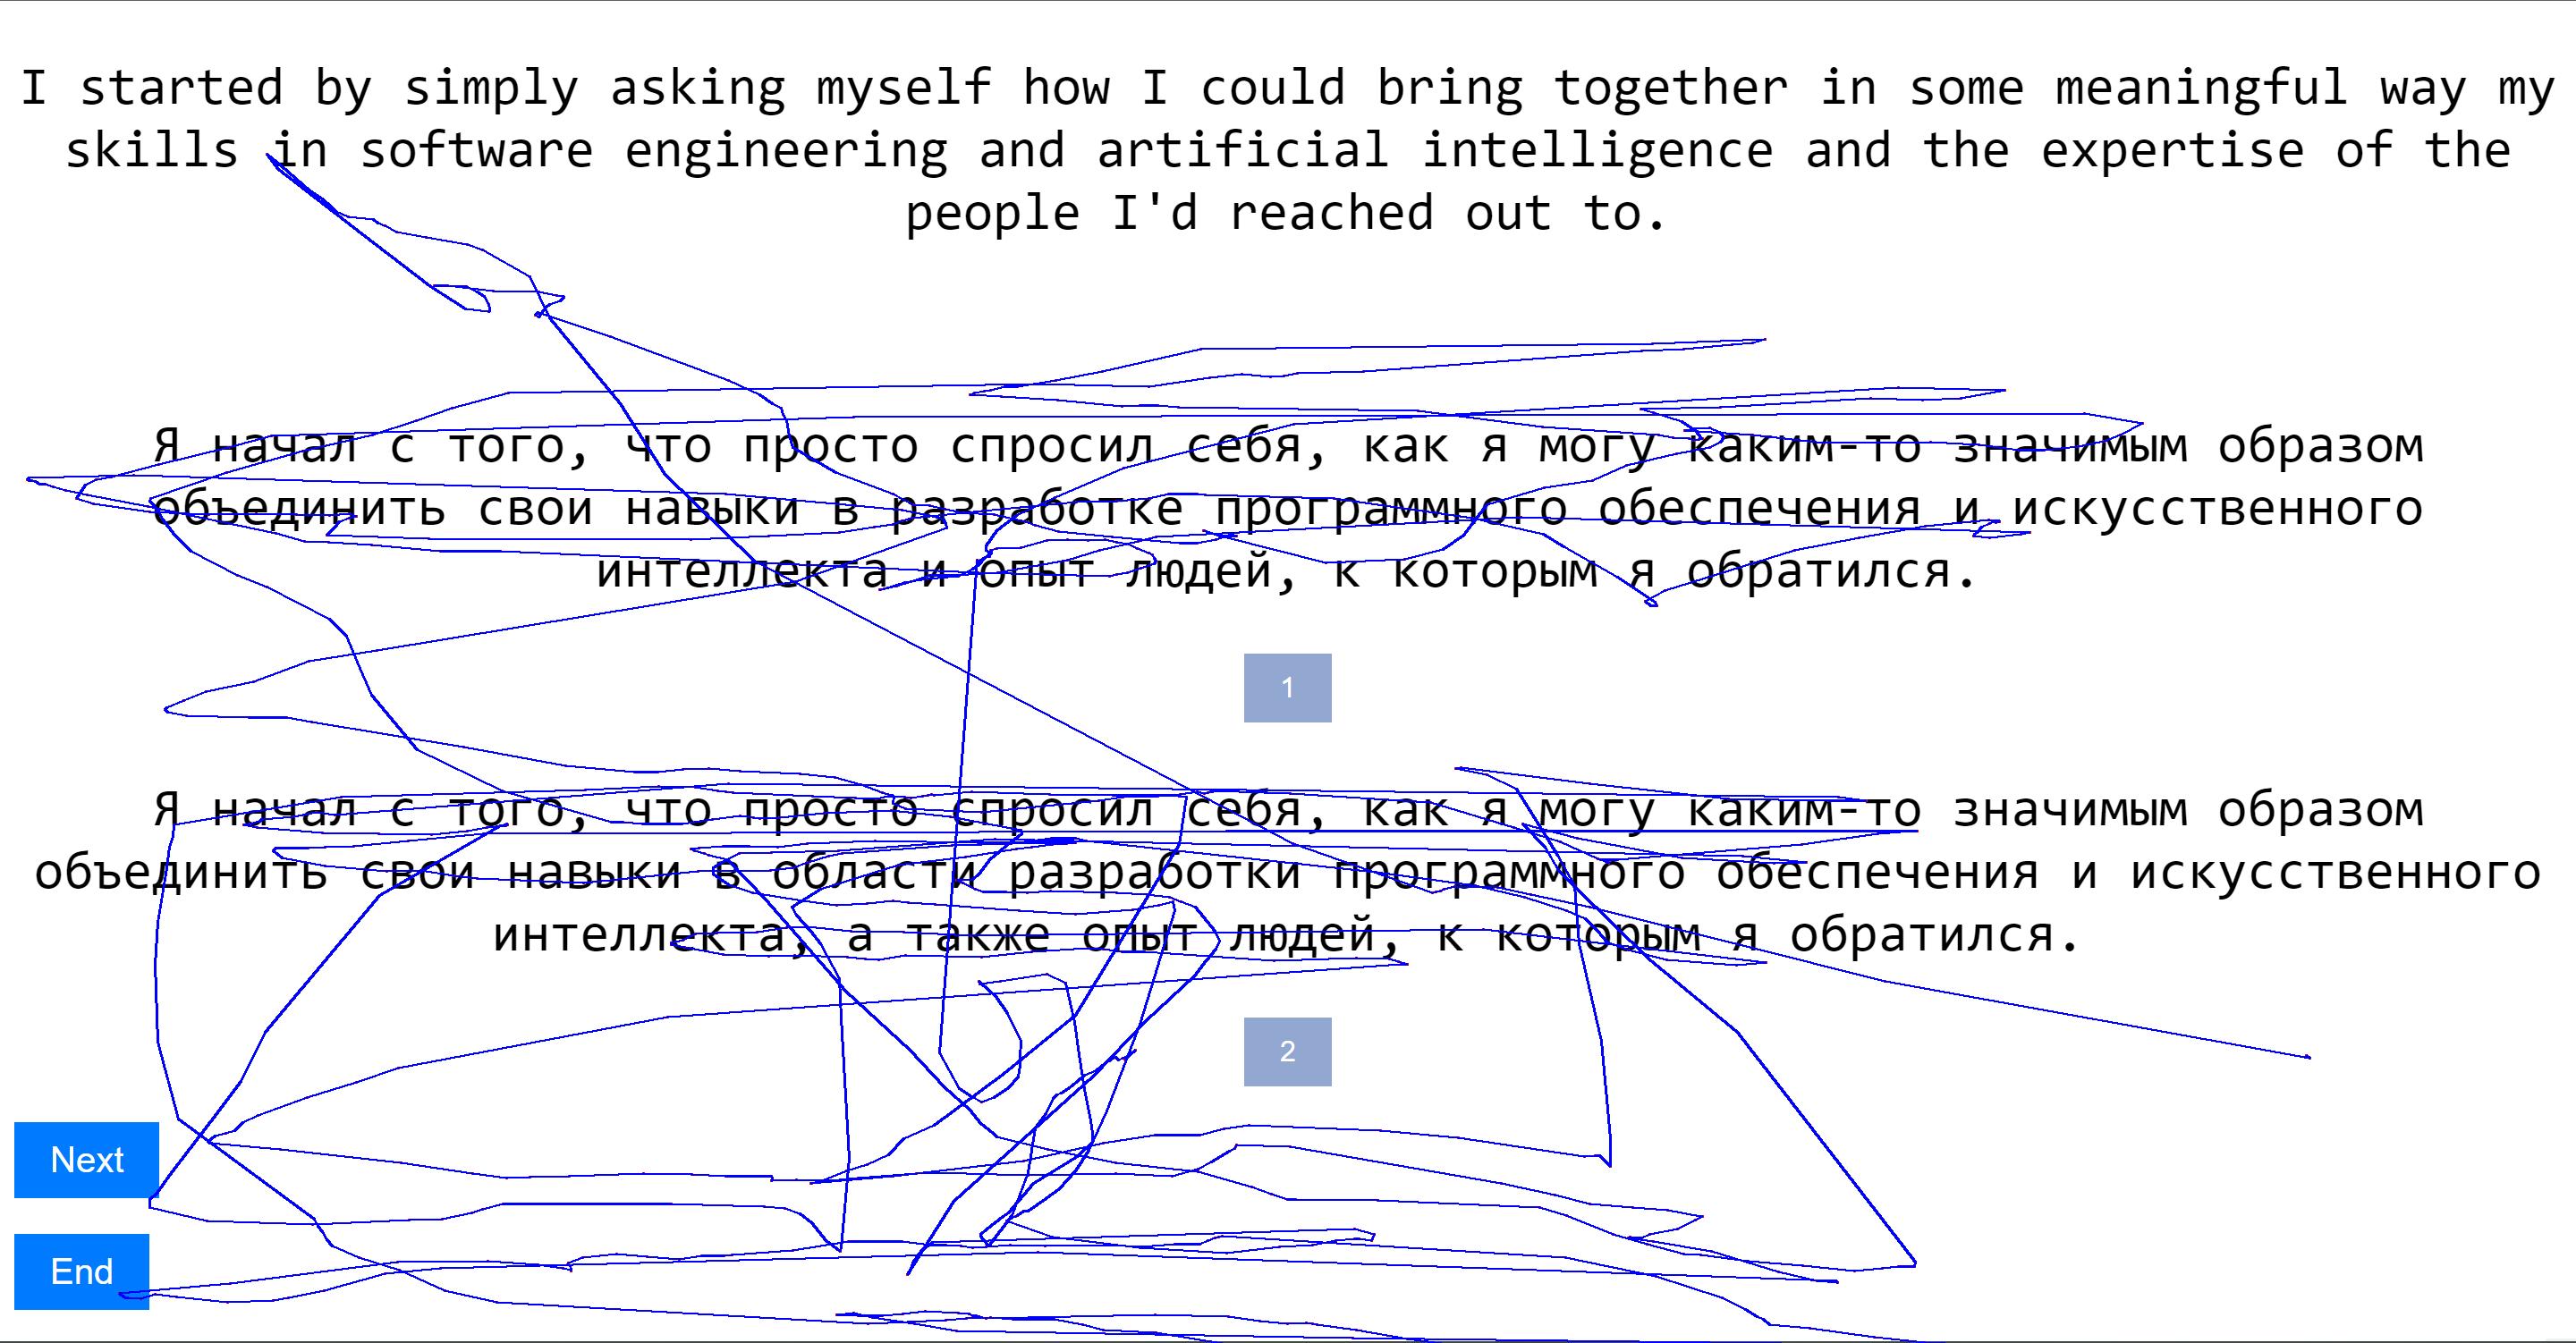 I started by simply asking myself how I could bring together in some meaningful way my
skills in software engineering and artificial intelligence and the expertise of the
people I'd reached out to.
Я начал с того, что просто спросил себя, как я могу каким-то значимым образом
объединить свои навыки в разработке программного обеспечения и искусственного
интеллекта и опыт людей, к которым я обратился.
1
Я начал с того, что просто спросил себя, как я могу каким-то значимым образом
объединить свои навыки в области разработки программного обеспечения и искусственного
интеллекта, а также опыт людей, к которым я обратился.
2
Next
End